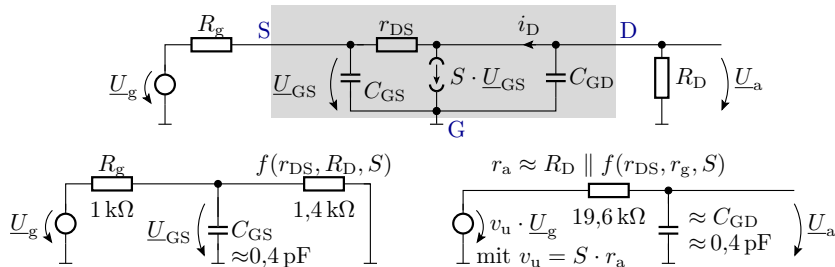 R_g S r_DS i_D D
U_g U_GS C_GS S · U_GS C_GD R_D U_a
G
R_g f(r_DS, R_D, S) r_a ≈ R_D ∥ f(r_DS, r_g, S)
1 kΩ 1,4 kΩ 19,6 kΩ
U_g U_GS C_GS v_u · U_g ≈ C_GD U_a
≈0,4 pF mit v_u = S · r_a ≈0,4 pF